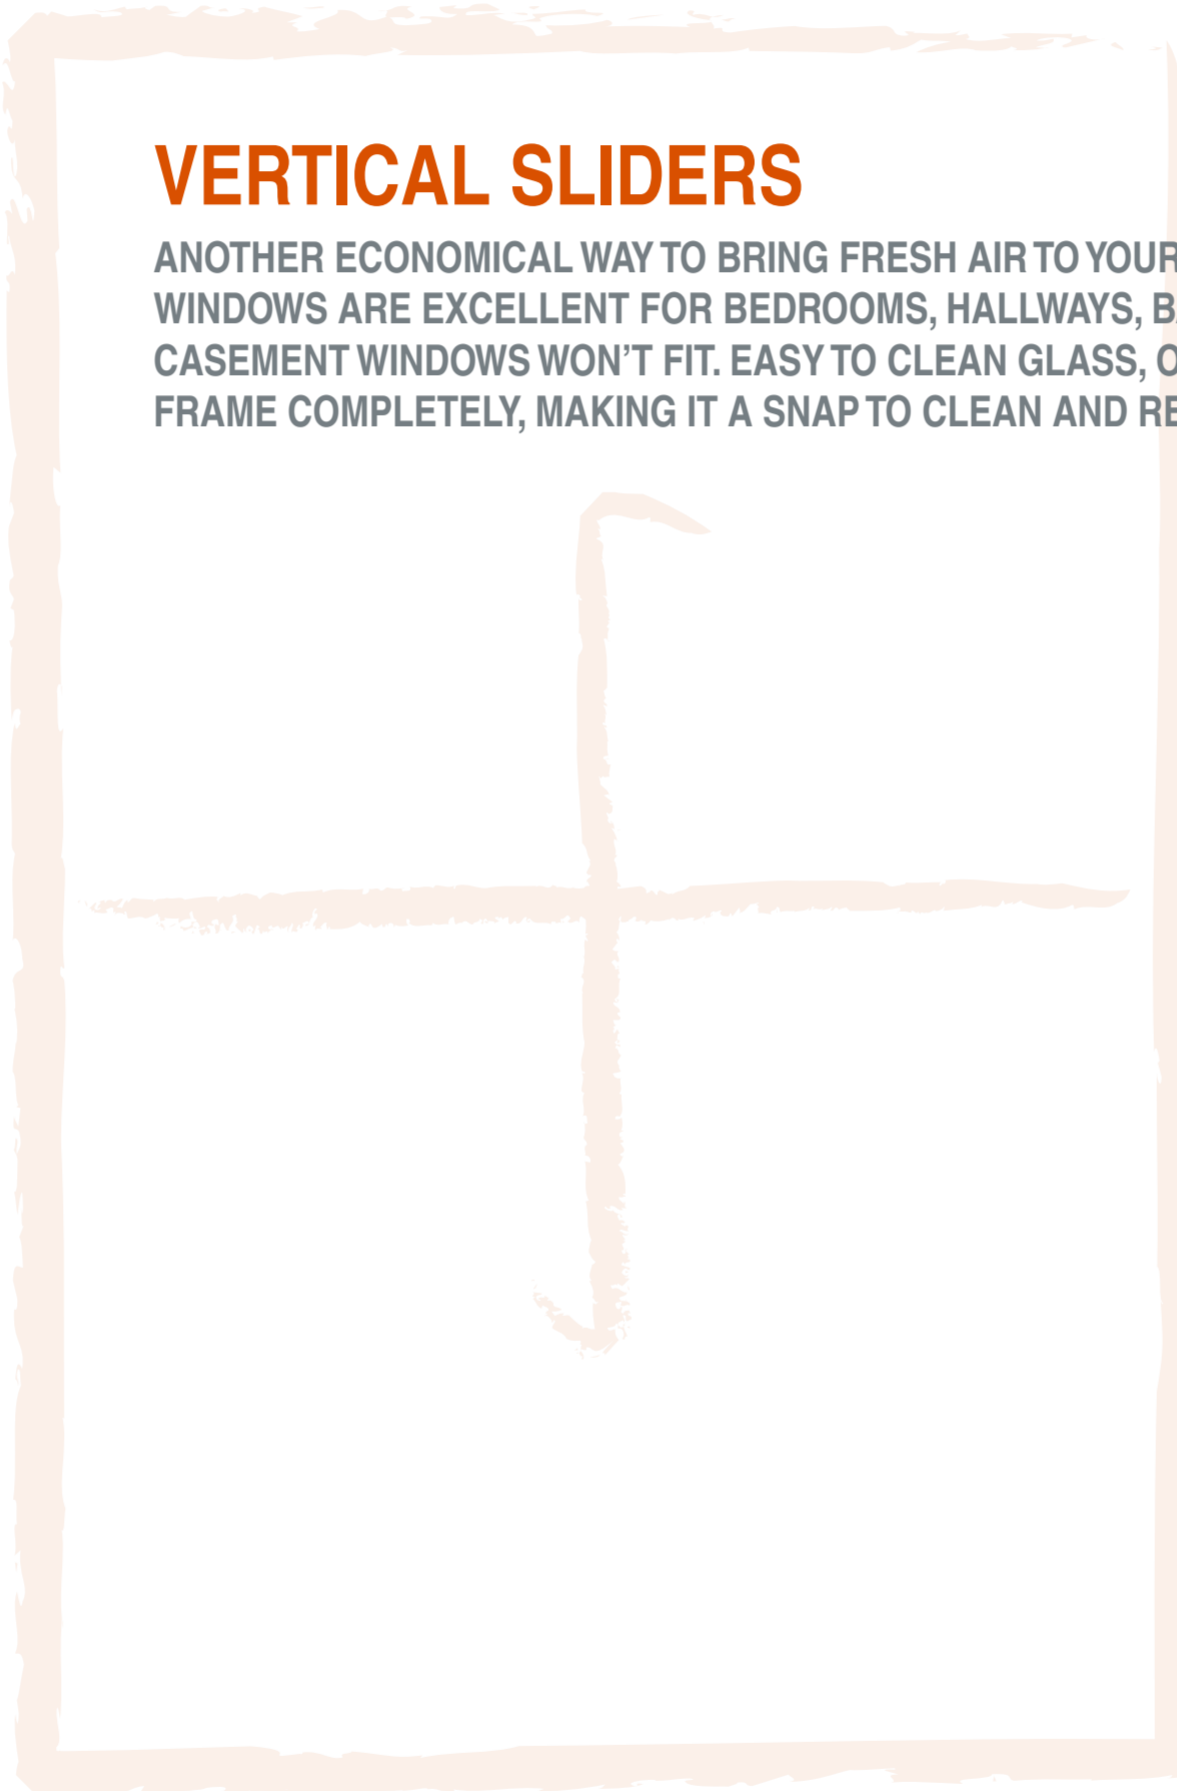 VERTICAL SLIDERS
ANOTHER ECONOMICAL WAY TO BRING FRESH AIR TO YOUR
WINDOWS ARE EXCELLENT FOR BEDROOMS, HALLWAYS,
CASEMENT WINDOWS WON’T FIT. EASY TO CLEAN GLASS,
FRAME COMPLETELY, MAKING IT A SNAP TO CLEAN AND